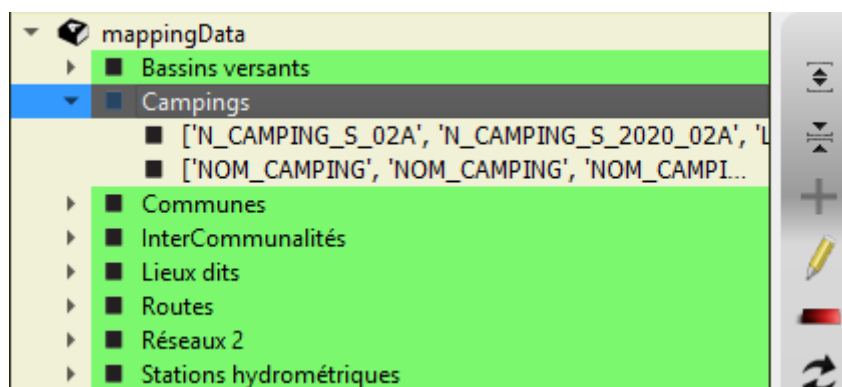 mappingData
Bassins versants
Campings
['N_CAMPING_S_02A', 'N_CAMPING_S_2020_02A', 'L
['NOM_CAMPING', 'NOM_CAMPING', 'NOM_CAMPI...
Communes
InterCommunalités
Lieux dits
Routes
Réseaux 2
Stations hydrométriques